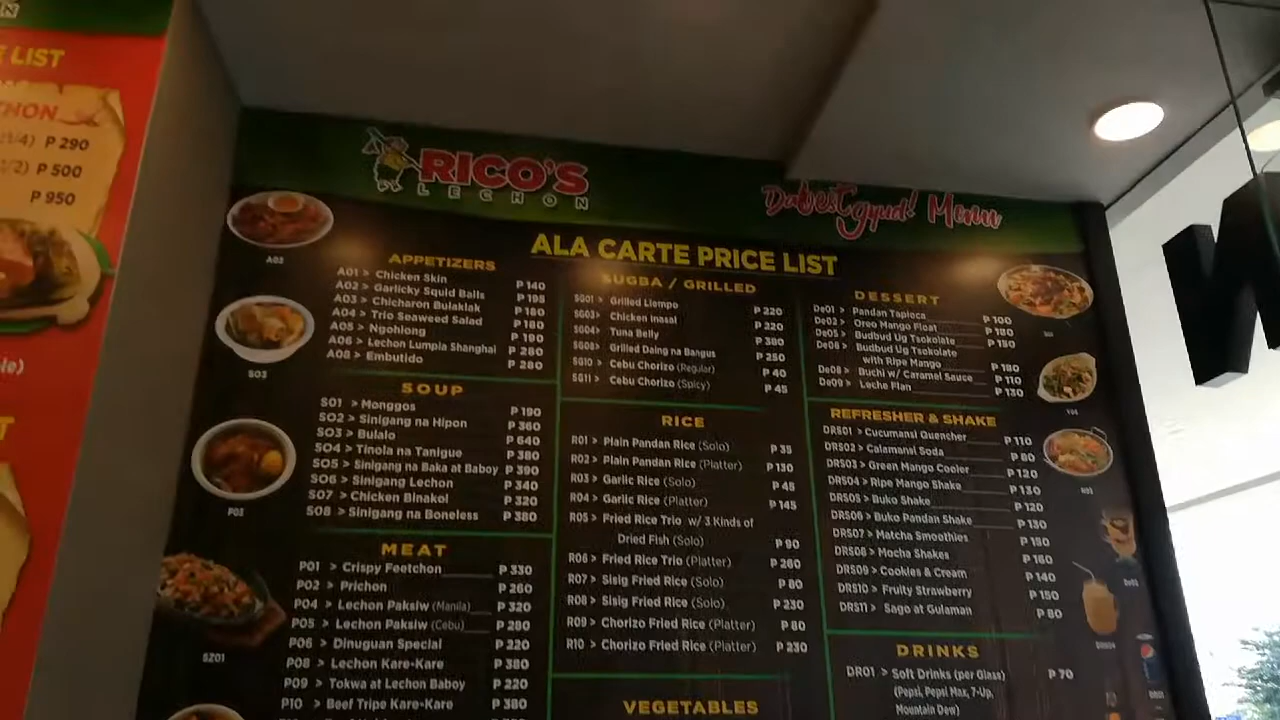 N
E LIST
HON
(1/4) P 290
1/2) P 500
P 950
le)
T
RICO'S
LECHON
Dabest gyud! Menu
ALA CARTE PRICE LIST
APPETIZERS
A01 > Chicken Skin P 140
A02 > Garlicky Squid Balls P 195
A03 > Chicharon Bulaklak P 180
A04 > Trio Seaweed Salad P 180
A05 > Ngohiong P 190
A06 > Lechon Lumpia Shanghai P 280
A08 > Embutido P 280
SOUP
S01 > Monggos P 190
S02 > Sinigang na Hipon P 360
S03 > Bulalo P 640
S04 > Tinola na Tanigue P 380
S05 > Sinigang na Baka at Baboy P 390
S06 > Sinigang Lechon P 340
S07 > Chicken Binakol P 320
S08 > Sinigang na Boneless P 380
MEAT
P01 > Crispy Feetchon P 330
P02 > Prichon P 260
P04 > Lechon Paksiw (Manila) P 320
P05 > Lechon Paksiw (Cebu) P 280
P06 > Dinuguan Special P 220
P08 > Lechon Kare-Kare P 380
P09 > Tokwa at Lechon Baboy P 220
P10 > Beef Tripe Kare-Kare P 380
SUGBA / GRILLED
SG01 > Grilled Liempo P 220
SG03 > Chicken Inasal P 220
SG04 > Tuna Belly P 380
SG08 > Grilled Daing na Bangus P 250
SG10 > Cebu Chorizo (Regular) P 40
SG11 > Cebu Chorizo (Spicy) P 45
RICE
R01 > Plain Pandan Rice (Solo) P 35
R02 > Plain Pandan Rice (Platter) P 130
R03 > Garlic Rice (Solo) P 45
R04 > Garlic Rice (Platter) P 145
R05 > Fried Rice Trio w/ 3 Kinds of
Dried Fish (Solo) P 90
R06 > Fried Rice Trio (Platter) P 260
R07 > Sisig Fried Rice (Solo) P 80
R08 > Sisig Fried Rice (Solo) P 230
R09 > Chorizo Fried Rice (Platter) P 80
R10 > Chorizo Fried Rice (Platter) P 230
VEGETABLES
DESSERT
De01 > Pandan Tapioca P 100
De02 > Oreo Mango Float P 180
De05 > Budbud Ug Tsokolate P 150
De06 > Budbud Ug Tsokolate
with Ripe Mango P 180
De08 > Buchi w/ Caramel Sauce P 110
De09 > Leche Flan P 130
REFRESHER & SHAKE
DRS01 > Cucumansi Quencher P 110
DRS02 > Calamansi Soda P 80
DRS03 > Green Mango Cooler P 120
DRS04 > Ripe Mango Shake P 130
DRS05 > Buko Shake P 120
DRS06 > Buko Pandan Shake P 130
DRS07 > Matcha Smoothies P 150
DRS08 > Mocha Shakes P 160
DRS09 > Cookies & Cream P 140
DRS10 > Fruity Strawberry P 150
DRS11 > Sago at Gulaman P 80
DRINKS
DR01 > Soft Drinks (per Glass) P 70
(Pepsi, Pepsi Max, 7-Up,
Mountain Dew)
S03
P03
SZ01